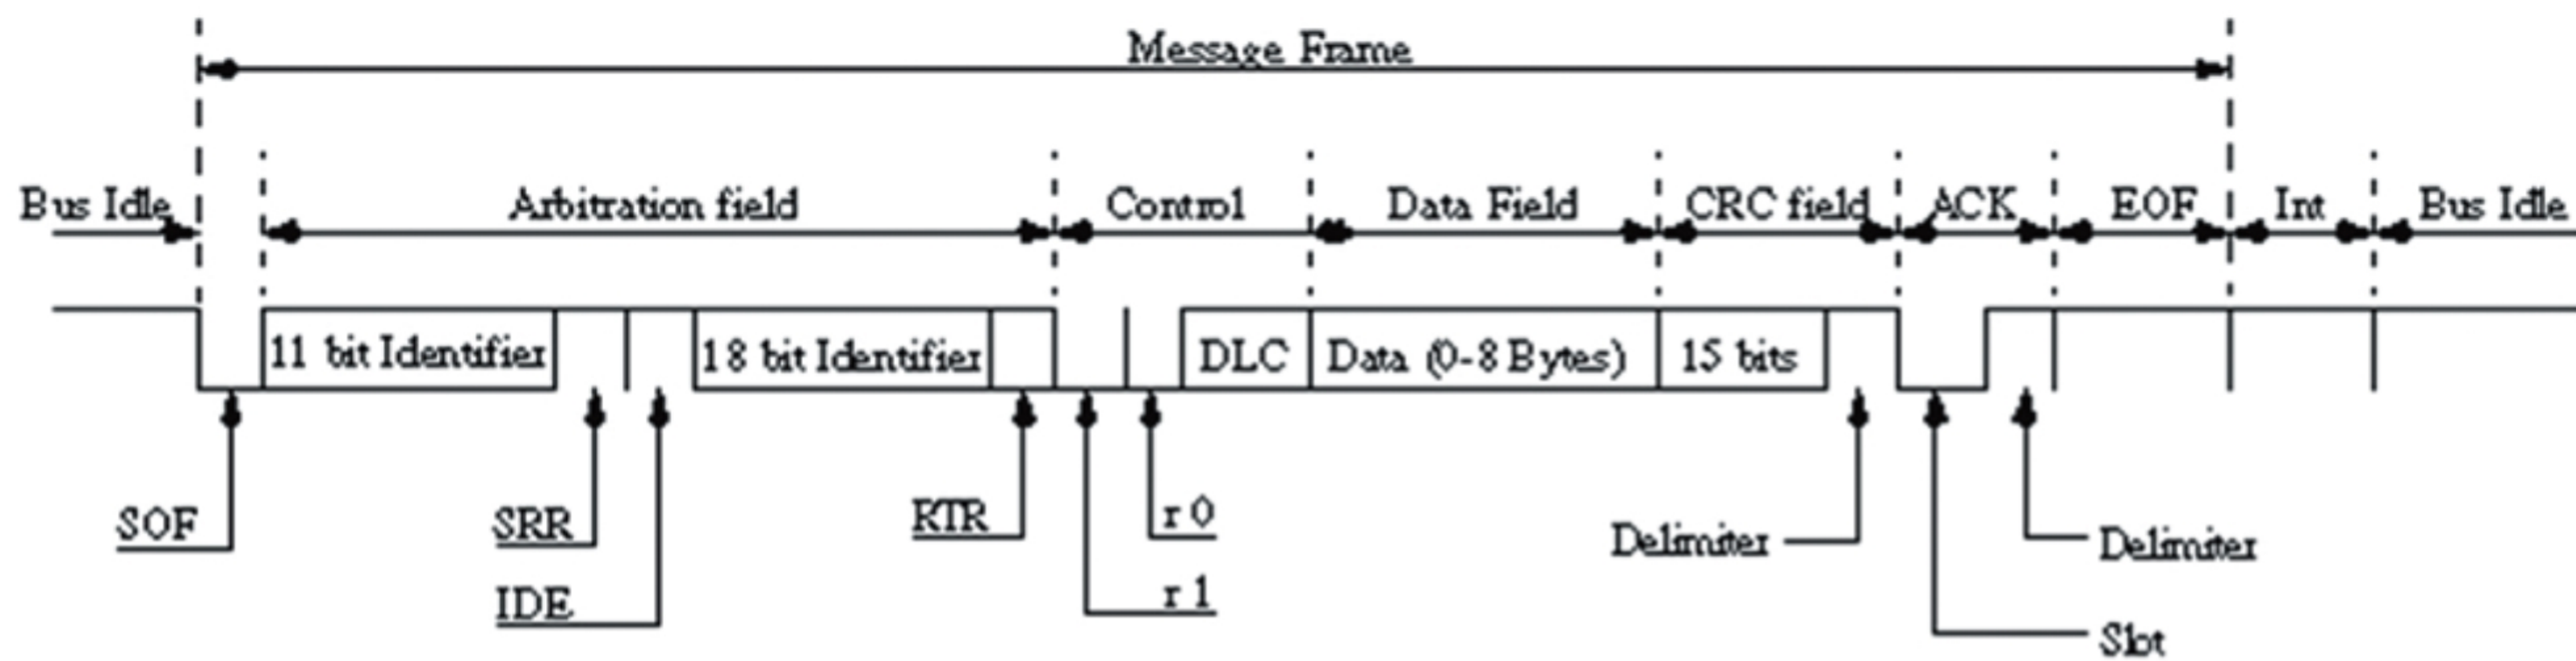 Message Frame
Bus Idle Arbitration field Control Data Field CRC field ACK EOF Int Bus Idle
11 bit Identifier 18 bit Identifier DLC Data (0-8 Bytes) 15 bits
SOF SRR RTR r 0 Delimiter Delimiter
IDE r 1 Slot